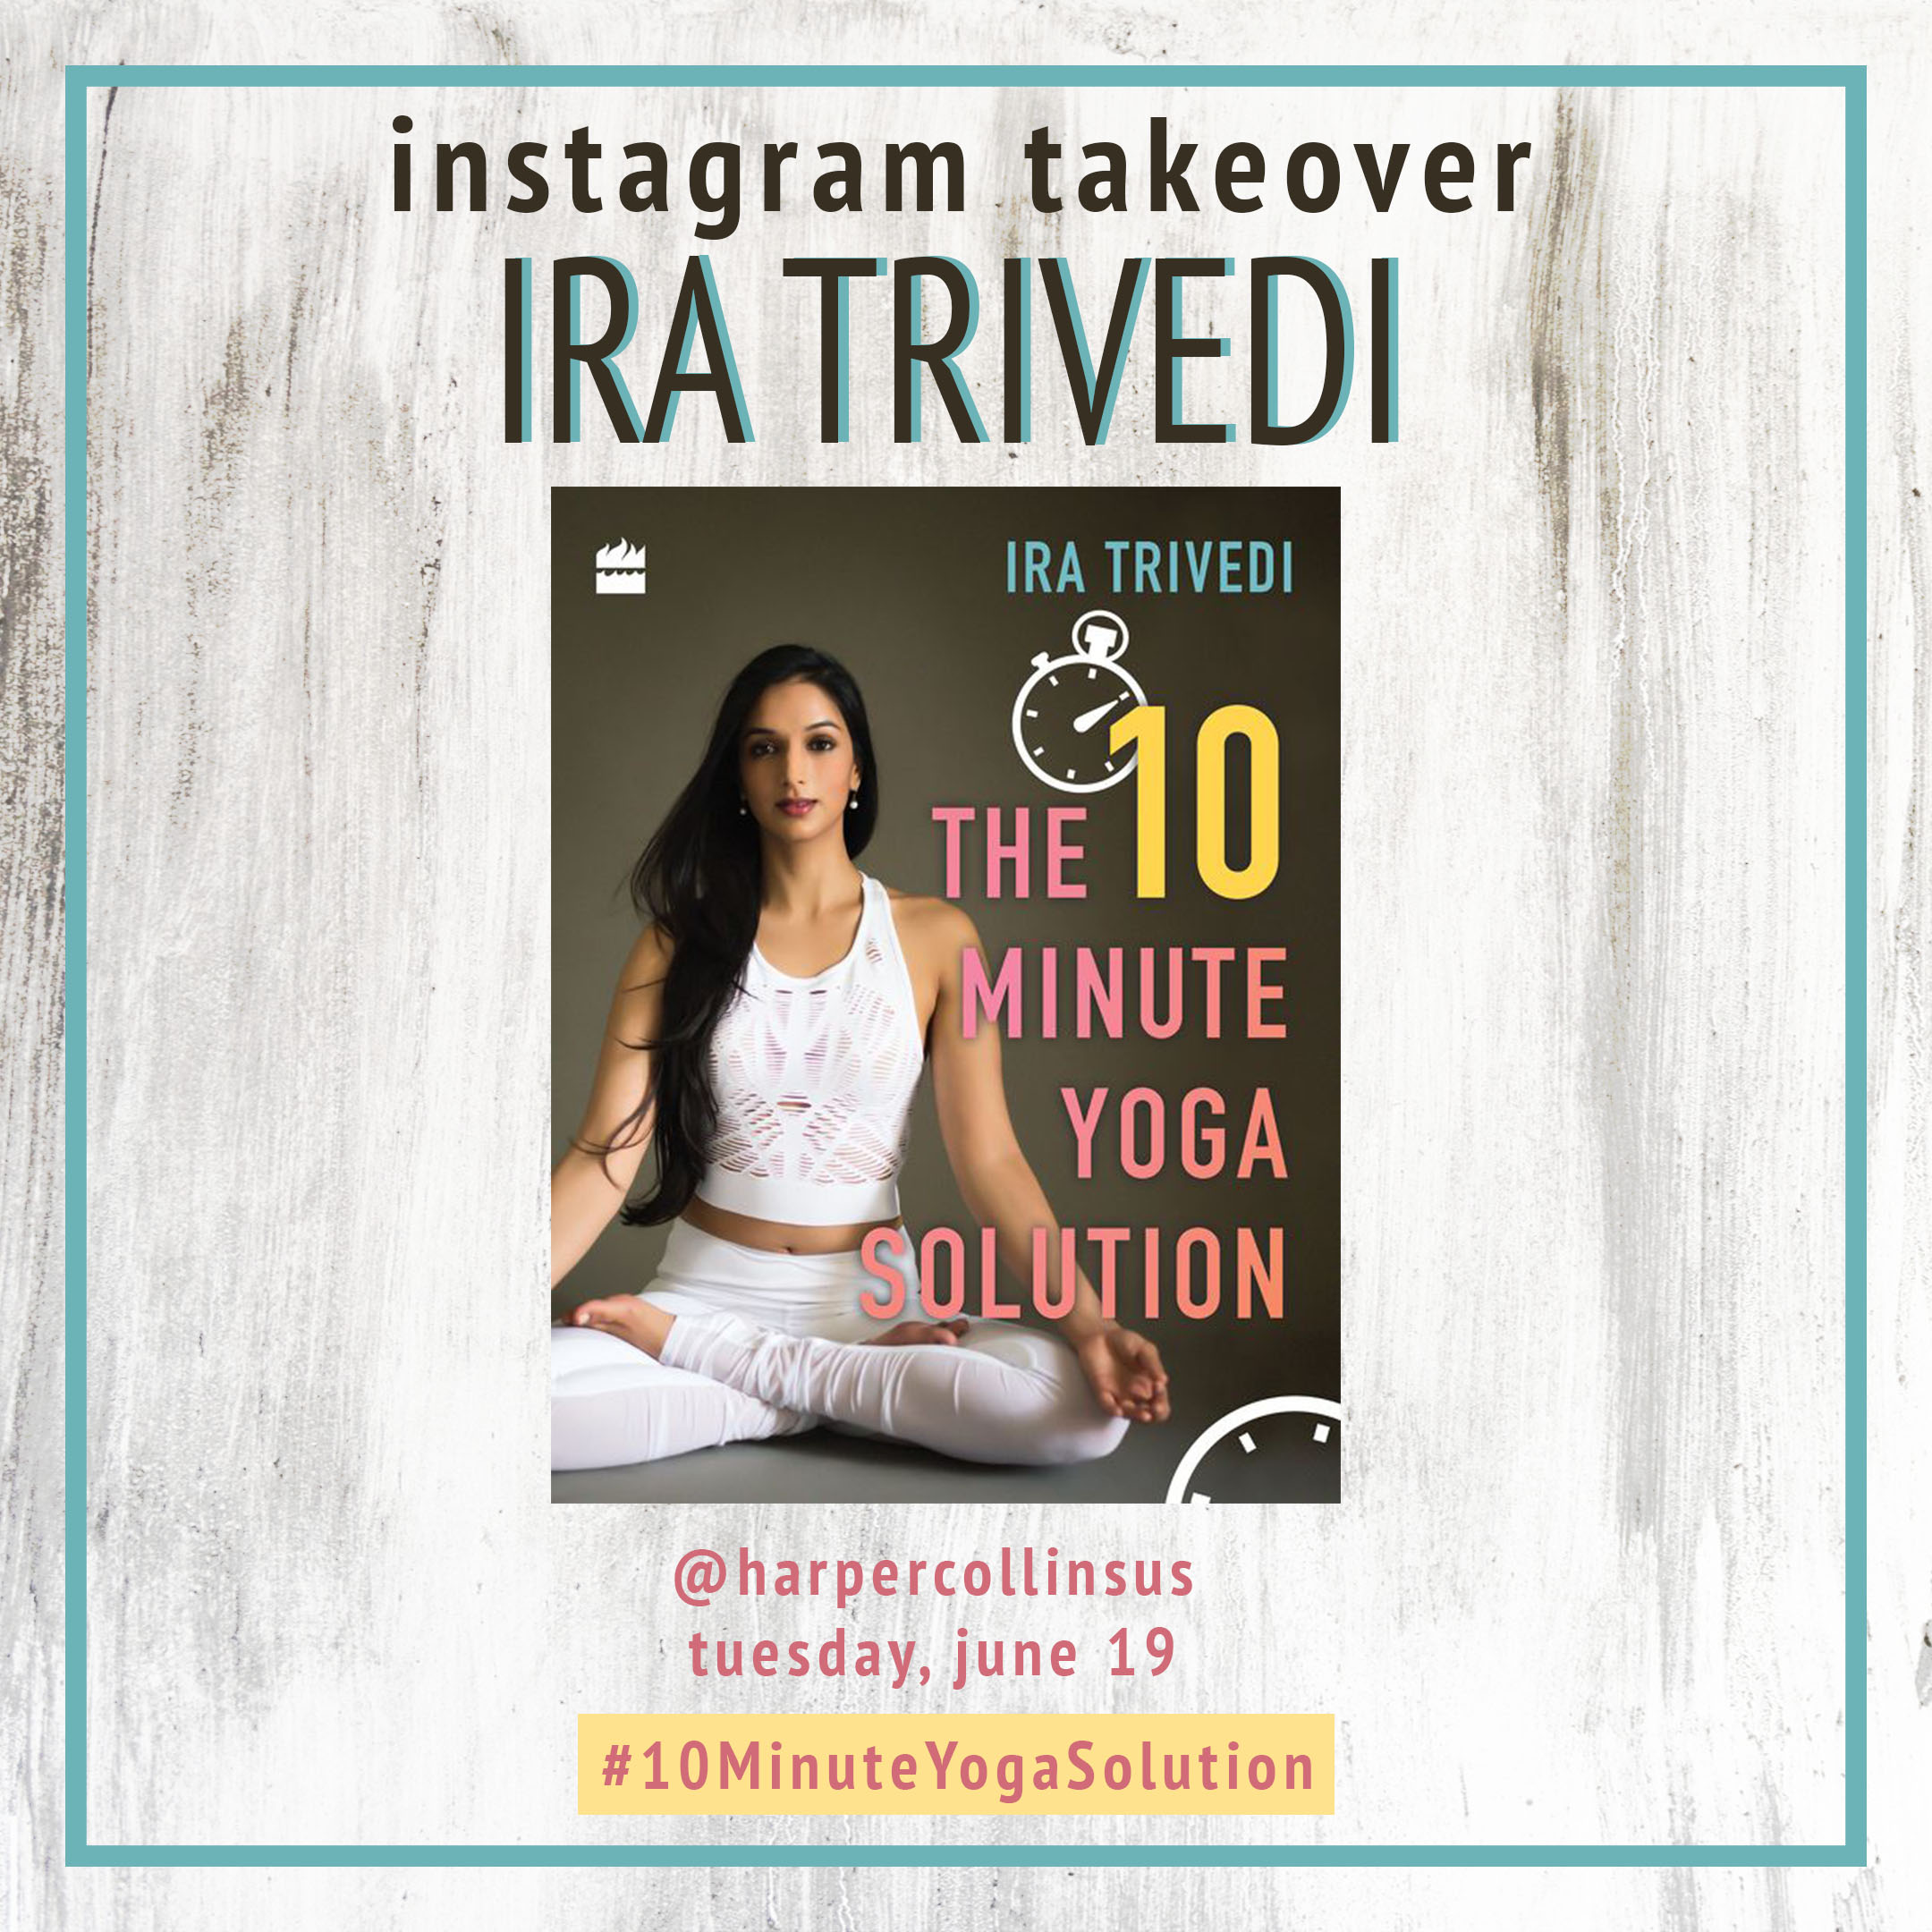 instagram takeover
IRA TRIVEDI
IRA TRIVEDI
THE 10
MINUTE
YOGA
SOLUTION
@harpercollinsus
tuesday, june 19
#10MinuteYogaSolution